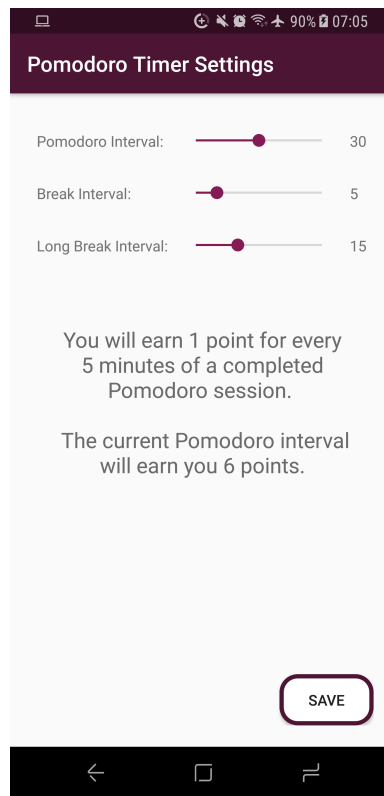 90% 07:05
Pomodoro Timer Settings
Pomodoro Interval: 30
Break Interval: 5
Long Break Interval: 15
You will earn 1 point for every
5 minutes of a completed
Pomodoro session.
The current Pomodoro interval
will earn you 6 points.
SAVE